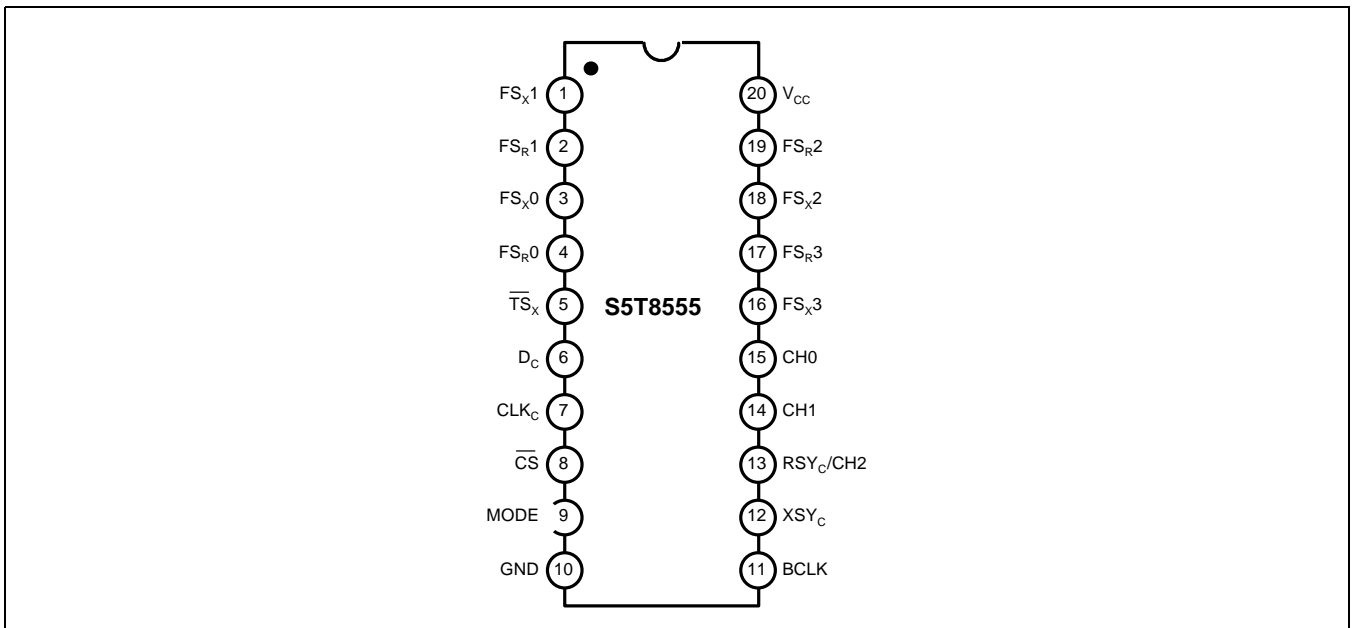 FSX1 1 20 VCC
FSR1 2 19 FSR2
FSX0 3 18 FSX2
FSR0 4 17 FSR3
TSX 5 S5T8555 16 FSX3
DC 6 15 CH0
CLKC 7 14 CH1
CS 8 13 RSYC/CH2
MODE 9 12 XSYC
GND 10 11 BCLK